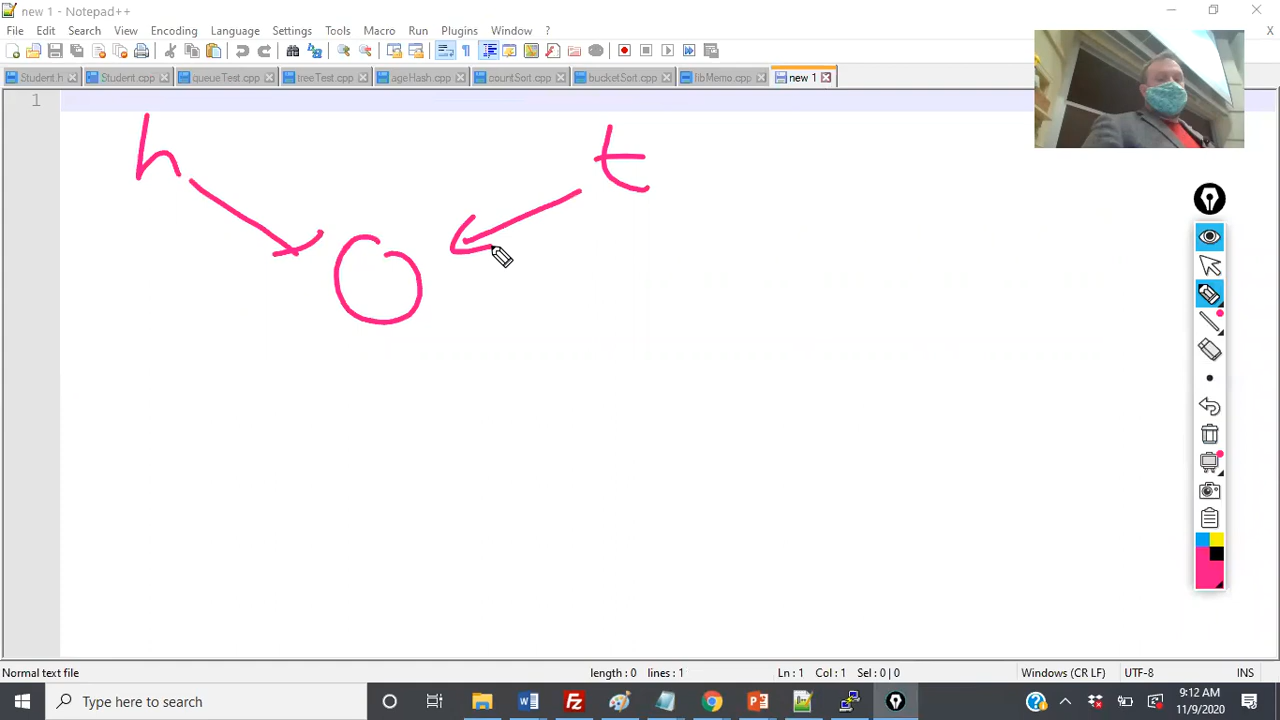 new 1 - Notepad++
File Edit Search View Encoding Language Settings Tools Macro Run Plugins Window ? X
Student.h Student.cpp queueTest.cpp treeTest.cpp ageHash.cpp countSort.cpp bucketSort.cpp fibMemo.cpp new 1
1
h t
Normal text file length : 0 lines : 1 Ln : 1 Col : 1 Sel : 0 | 0 Windows (CR LF) UTF-8 INS
Type here to search
9:12 AM
11/9/2020